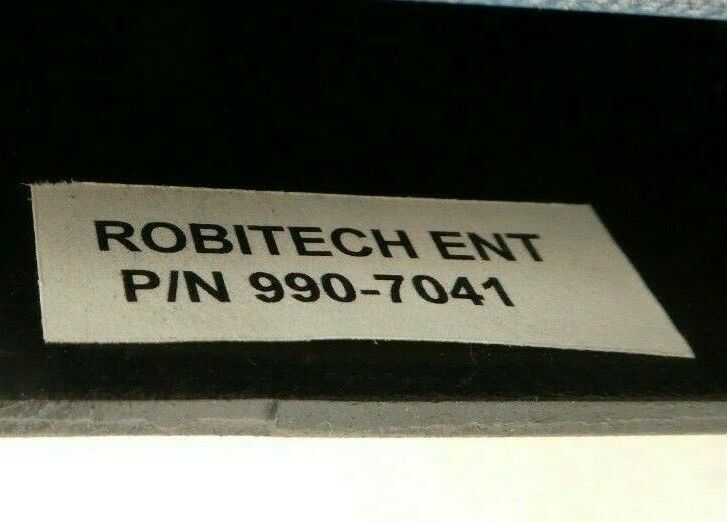 ROBITECH ENT
P/N 990-7041